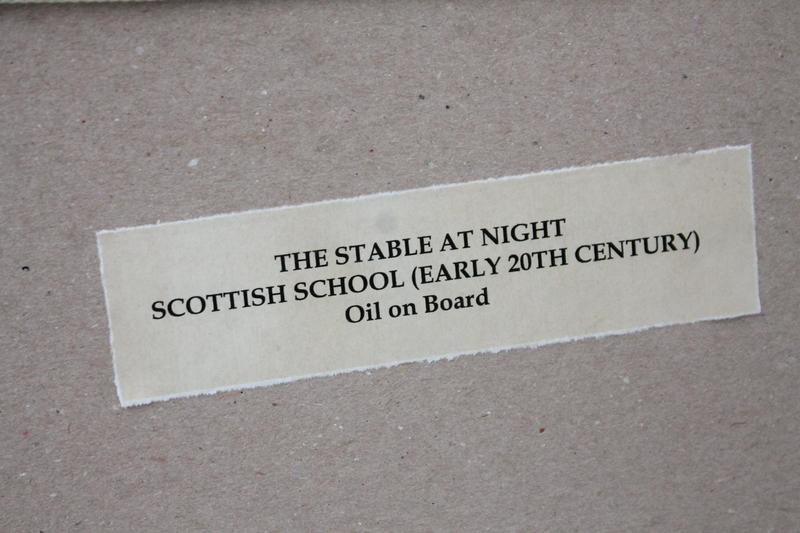 THE STABLE AT NIGHT
SCOTTISH SCHOOL (EARLY 20TH CENTURY)
Oil on Board